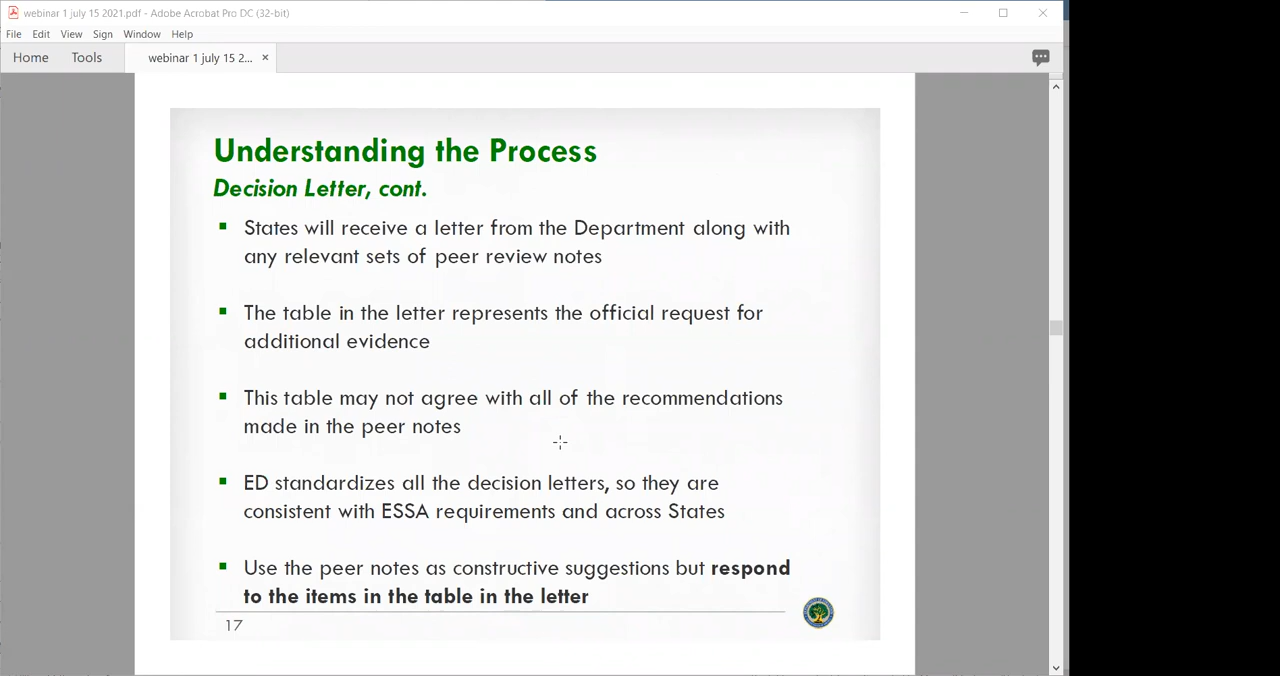 webinar 1 july 15 2021.pdf - Adobe Acrobat Pro DC (32-bit)
File Edit View Sign Window Help
Home Tools webinar 1 july 15 2... ×
Understanding the Process
Decision Letter, cont.
▪ States will receive a letter from the Department along with
any relevant sets of peer review notes
▪ The table in the letter represents the official request for
additional evidence
▪ This table may not agree with all of the recommendations
made in the peer notes
▪ ED standardizes all the decision letters, so they are
consistent with ESSA requirements and across States
▪ Use the peer notes as constructive suggestions but respond
to the items in the table in the letter
17